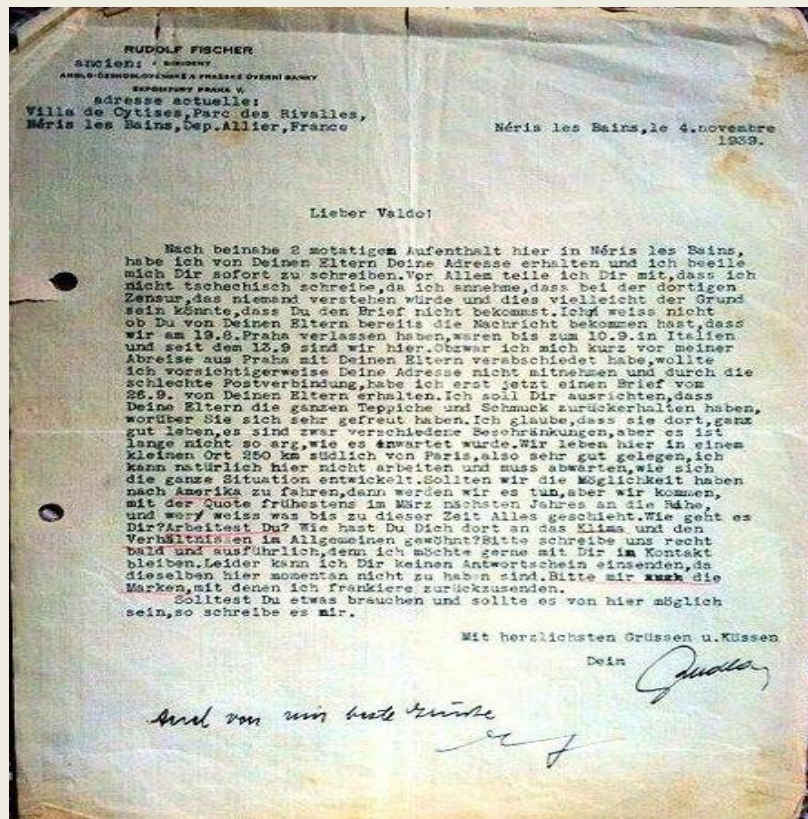 RUDOLF FISCHER
ancien: ŘEDITEL
ANGLO-ČESKOSLOVENSKÉ A PRAŽSKÉ ÚVĚRNÍ BANKY
EXPOSITURY PRAHA V.
adresse actuelle:
Villa de Cytises,Parc des Rivalles,
Néris les Bains,Dep.Allier,France
Néris les Bains,le 4.novembre
1939.
Lieber Valdo!
Nach beinahe 2 motatigem Aufenthalt hier in Néris les Bains,
habe ich von Deinen Eltern Deine Adresse erhalten und ich beeile
mich Dir sofort zu schreiben.Vor Allem teile ich Dir mit,dass ich
nicht tschechisch schreibe,da ich annehme,dass bei der dortigen
Zensur,das niemand verstehen würde und dies vielleicht der Grund
sein könnte,dass Du den Brief nicht bekommst.Ich weiss nicht
ob Du von Deinen Eltern bereits die Nachricht bekommen hast,dass
wir am 19.8.Praha verlassen haben,waren bis zum 10.9.in Italien
und seit dem 13.9 sind wir hier.Obzwar ich mich kurz vor meiner
Abreise aus Praha mit Deinen Eltern verabschiedet habe,wollte
ich vorsichtigerweise Deine Adresse nicht mitnehmen und durch die
schlechte Postverbindung,habe ich erst jetzt einen Brief vom
26.9. von Deinen Eltern erhalten.Ich soll Dir ausrichten,dass
Deine Eltern die ganzen Teppiche und Schmuck zurückerhalten haben,
worüber Sie sich sehr gefreut haben.Ich glaube,dass sie dort,ganz
gut leben,es sind zwar verschiedene Beschränkungen,aber es ist
lange nicht so arg,wie es erwartet wurde.Wir leben hier in einem
kleinen Ort 250 km südlich von Paris,also sehr gut gelegen,ich
kann natürlich hier nicht arbeiten und muss abwarten,wie sich
die ganze Situation entwickelt.Sollten wir die Möglichkeit haben
nach Amerika zu fahren,dann werden wir es tun,aber wir kommen,
mit der Quote frühestens im März nächsten Jahres an die Reihe,
und wer weiss was bis zu dieser Zeit Alles geschieht.Wie geht es
Dir?Arbeitest Du? Wie hast Du Dich dort an das Klima und den
Verhältnissen im Allgemeinen gewöhnt?Bitte schreibe uns recht
bald und ausführlich,denn ich möchte gerne mit Dir in Kontakt
bleiben.Leider kann ich Dir keinen Antwortschein einsenden,da
dieselben hier momentan nicht zu haben sind.Bitte mir die
Marken,mit denen ich frankiere zurückzusenden.
Solltest Du etwas brauchen und sollte es von hier möglich
sein,so schreibe es mir.
Mit herzlichsten Grüssen u.Küssen
Dein
Auch von mir beste Grüsse